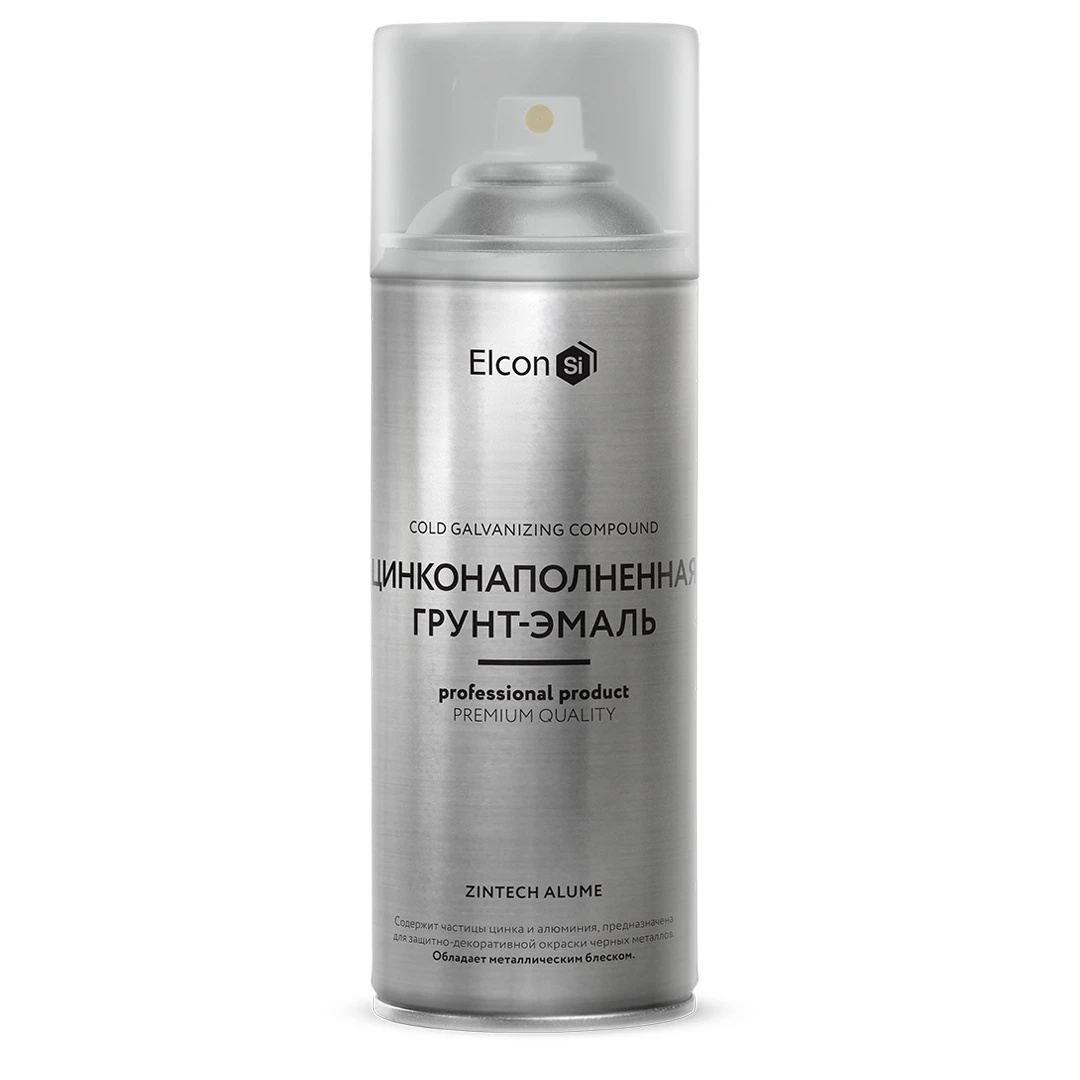 Elcon Si
COLD GALVANIZING COMPOUND
ЦИНКОНАПОЛНЕННАЯ
ГРУНТ-ЭМАЛЬ
professional product
PREMIUM QUALITY
ZINTECH ALUME
Содержит частицы цинка и алюминия, предназначена
для защитно-декоративной окраски черных металлов.
Обладает металлическим блеском.